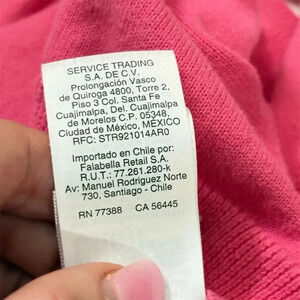 SERVICE TRADING
S.A. DE C.V.
Prolongación Vasco
de Quiroga 4800, Torre 2,
Piso 3 Col. Santa Fe
Cuajimalpa, Del. Cuajimalpa
de Morelos C.P. 05348,
Ciudad de México, MEXICO
RFC: STR921014AR0
Importado en Chile por:
Falabella Retail S.A.
R.U.T.: 77.261.280-k
Av: Manuel Rodriguez Norte
730, Santiago - Chile
RN 77388 CA 56445